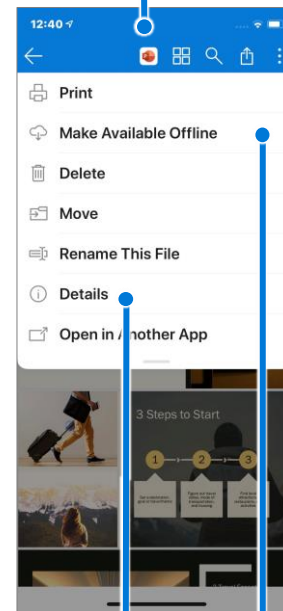 12:40
Print
Make Available Offline
Delete
Move
Rename This File
Details
Open in Another App
3 Steps to Start
1
2
3